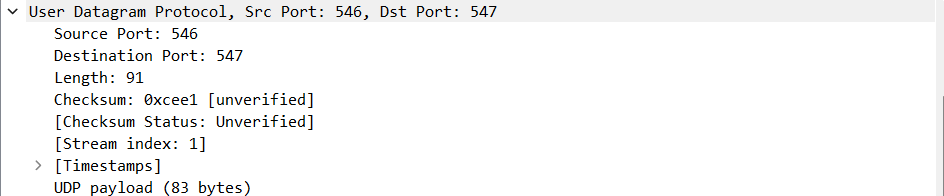 User Datagram Protocol, Src Port: 546, Dst Port: 547
Source Port: 546
Destination Port: 547
Length: 91
Checksum: 0xcee1 [unverified]
[Checksum Status: Unverified]
[Stream index: 1]
[Timestamps]
UDP payload (83 bytes)